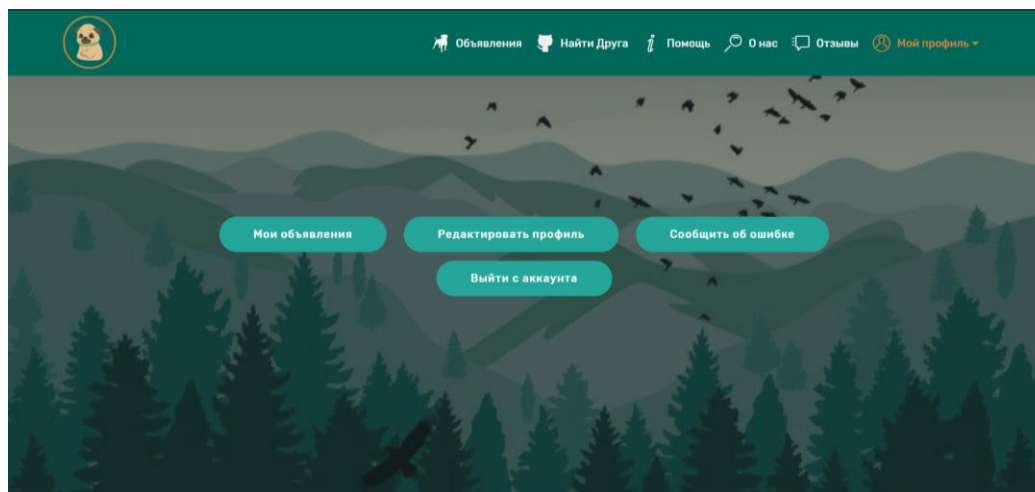 Объявления Найти Друга Помощь О нас Отзывы Мой профиль
Мои объявления Редактировать профиль Сообщить об ошибке
Выйти с аккаунта